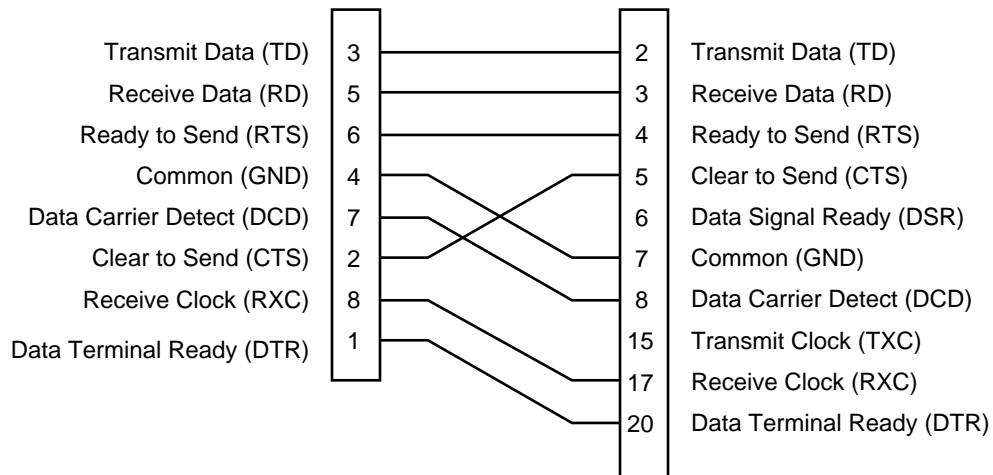 Transmit Data (TD) 3 2 Transmit Data (TD)
Receive Data (RD) 5 3 Receive Data (RD)
Ready to Send (RTS) 6 4 Ready to Send (RTS)
Common (GND) 4 5 Clear to Send (CTS)
Data Carrier Detect (DCD) 7 6 Data Signal Ready (DSR)
Clear to Send (CTS) 2 7 Common (GND)
Receive Clock (RXC) 8 8 Data Carrier Detect (DCD)
Data Terminal Ready (DTR) 1 15 Transmit Clock (TXC)
17 Receive Clock (RXC)
20 Data Terminal Ready (DTR)